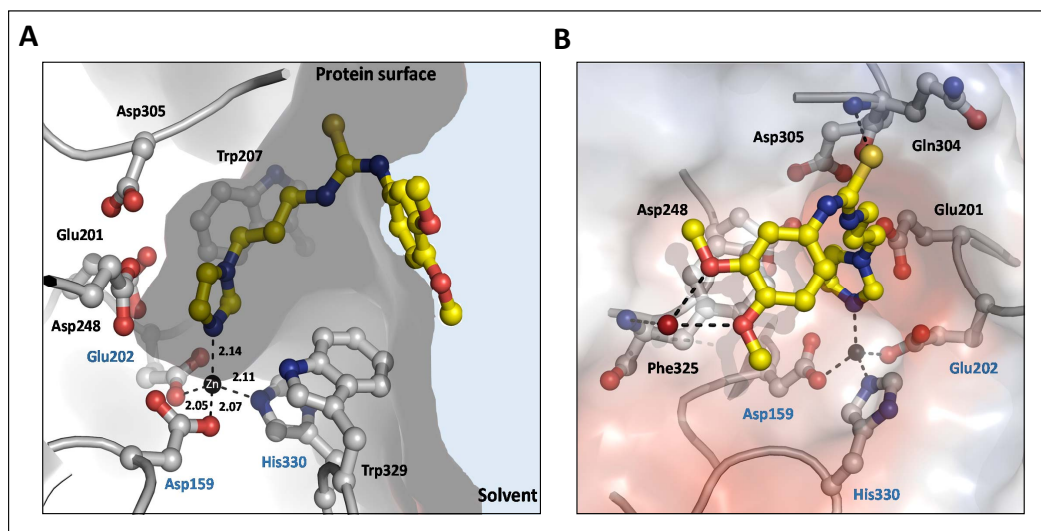 A
Protein surface
Asp305
Trp207
Glu201
Asp248
Glu202
2.14
Zn
2.11
2.05
2.07
His330
Asp159
Trp329
Solvent
B
Asp305
Gln304
Asp248
Glu201
Phe325
Glu202
Asp159
His330